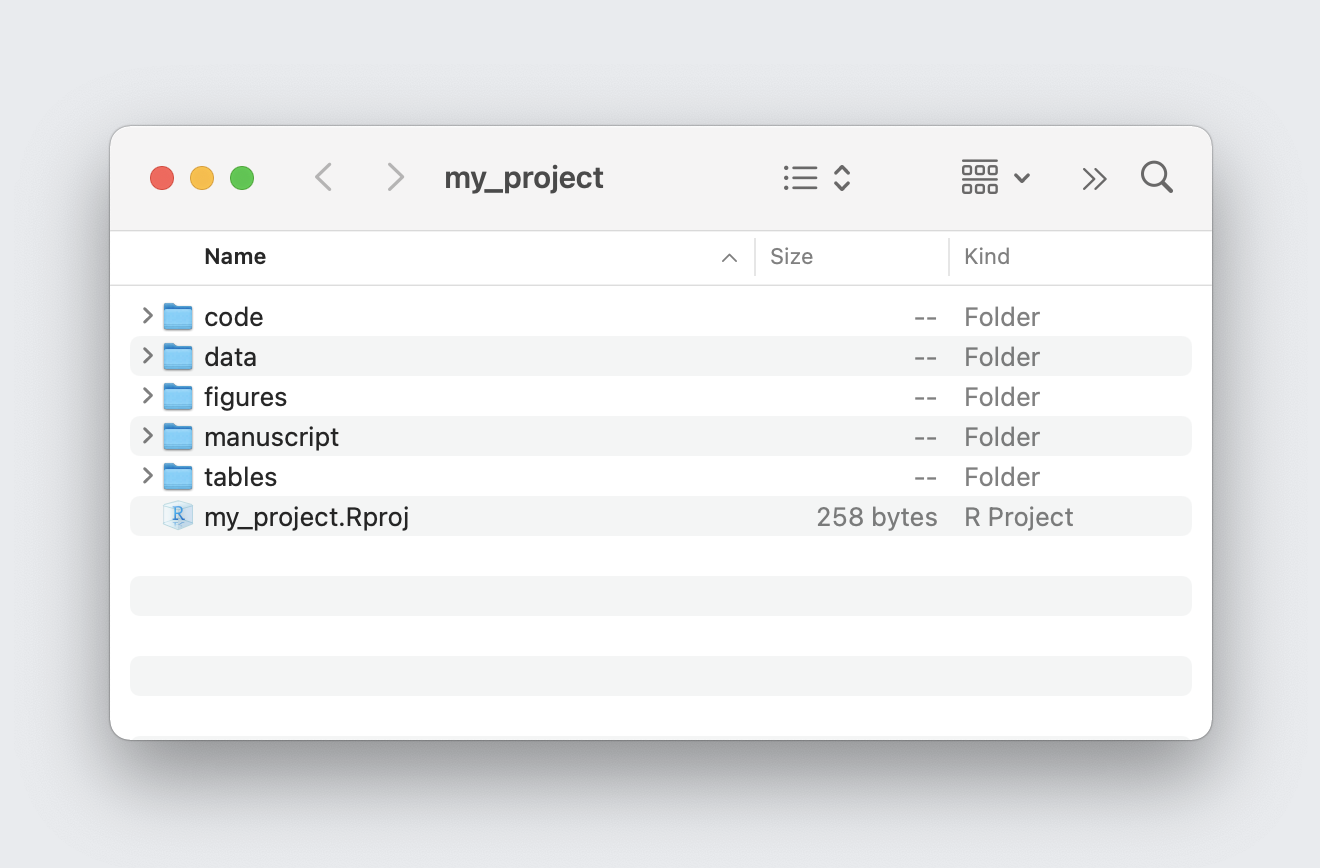 my_project
Name Size Kind
code -- Folder
data -- Folder
figures -- Folder
manuscript -- Folder
tables -- Folder
R my_project.Rproj 258 bytes R Project